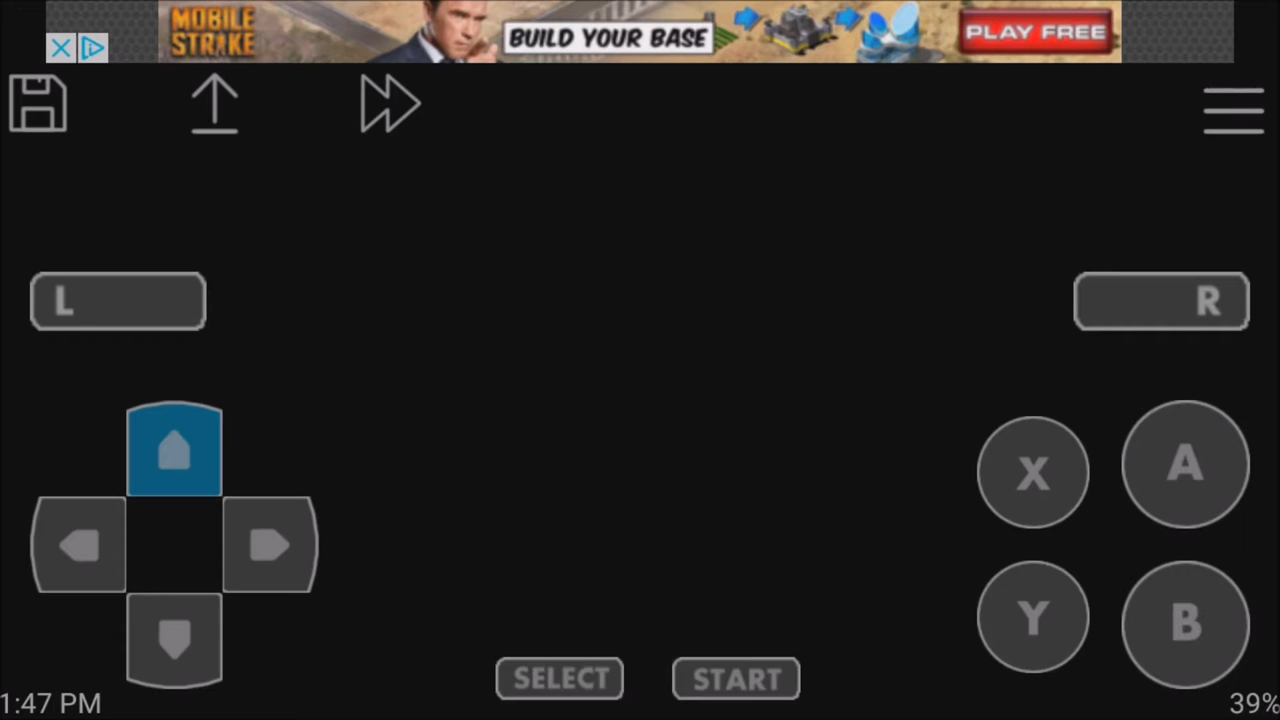 MOBILE
STRIKE
BUILD YOUR BASE
PLAY FREE
L
R
X
A
Y
B
SELECT
START
1:47 PM
39%